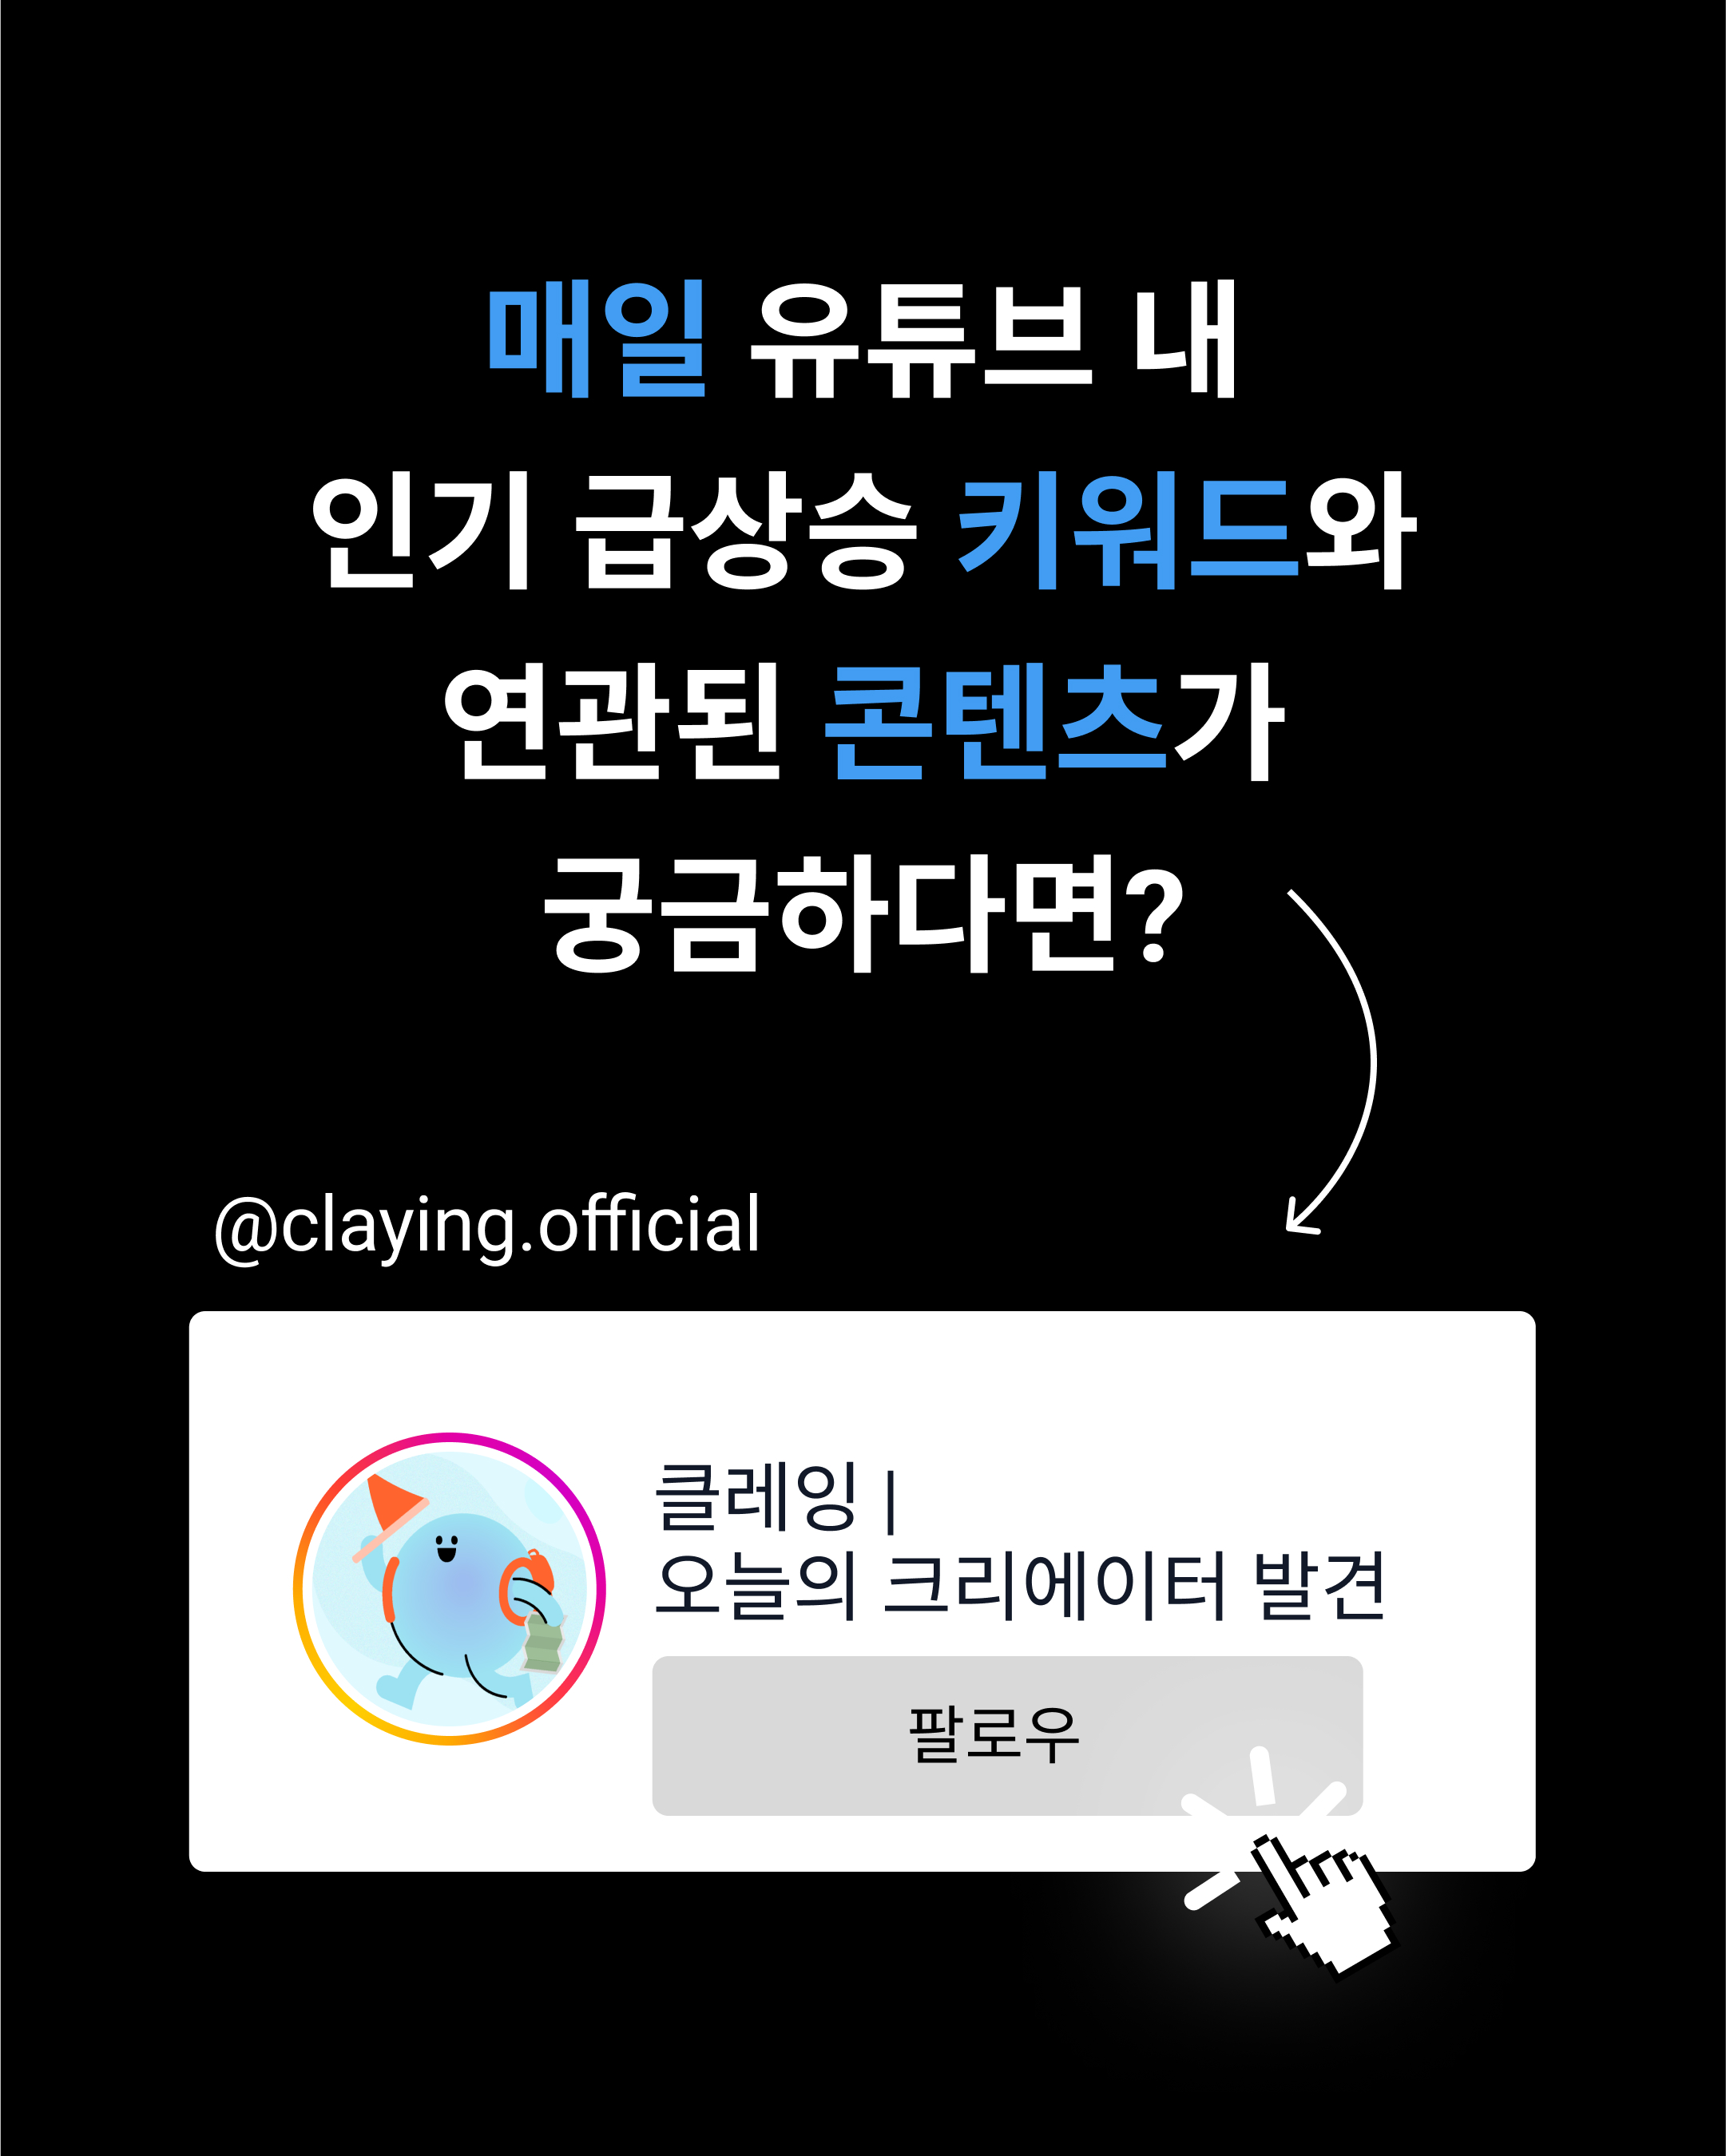 매일 유튜브 내
인기 급상승 키워드와
연관된 콘텐츠가
궁금하다면?
@claying.official
클레잉 |
오늘의 크리에이터 발견
팔로우